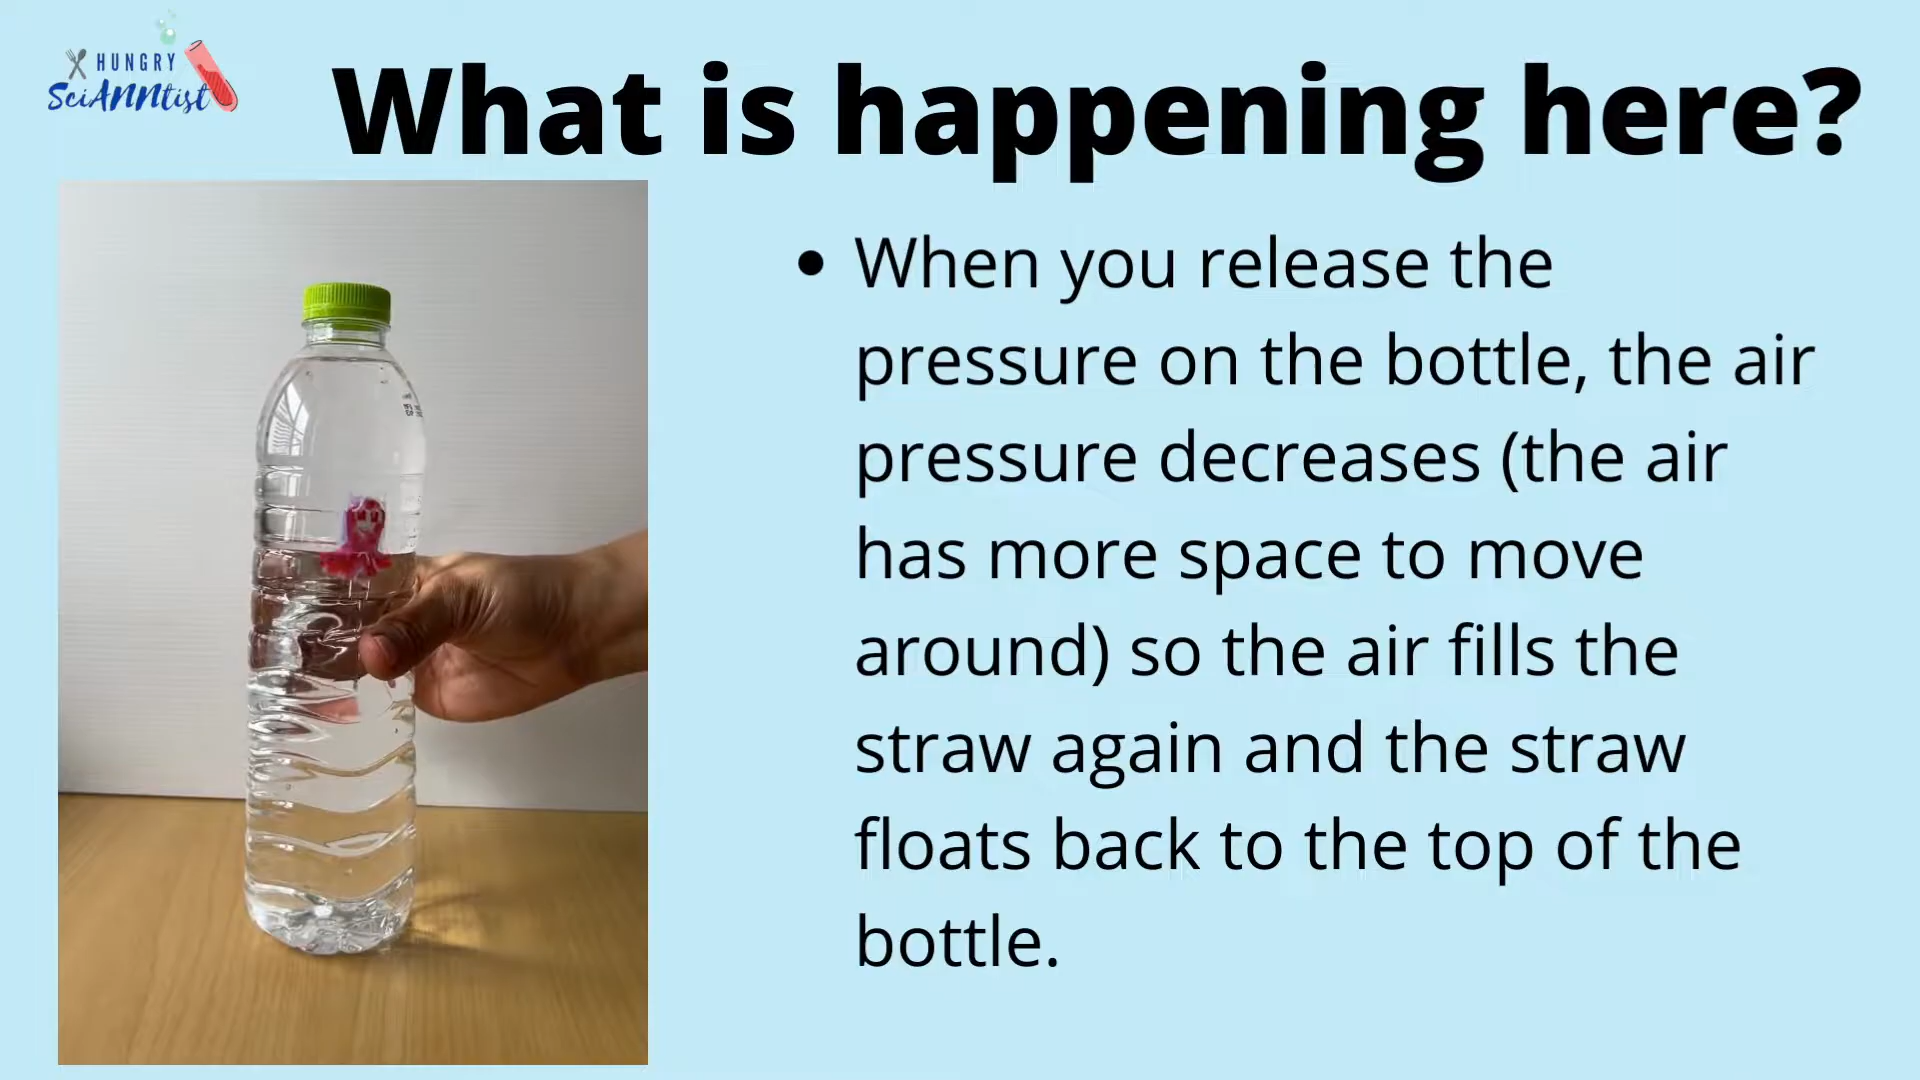 HUNGRY
SciANNtist
What is happening here?
• When you release the
pressure on the bottle, the air
pressure decreases (the air
has more space to move
around) so the air fills the
straw again and the straw
floats back to the top of the
bottle.